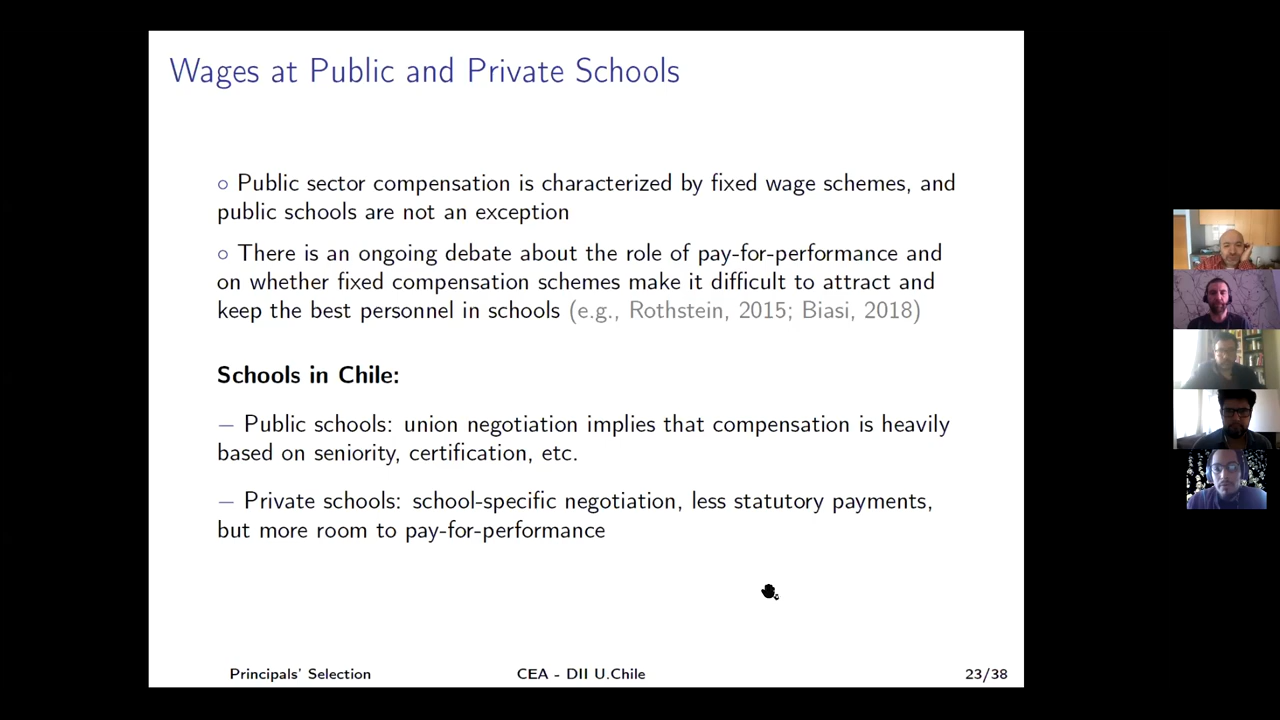 Wages at Public and Private Schools
○ Public sector compensation is characterized by fixed wage schemes, and
public schools are not an exception
○ There is an ongoing debate about the role of pay-for-performance and
on whether fixed compensation schemes make it difficult to attract and
keep the best personnel in schools (e.g., Rothstein, 2015; Biasi, 2018)
Schools in Chile:
– Public schools: union negotiation implies that compensation is heavily
based on seniority, certification, etc.
– Private schools: school-specific negotiation, less statutory payments,
but more room to pay-for-performance
Principals' Selection CEA - DII U.Chile 23/38